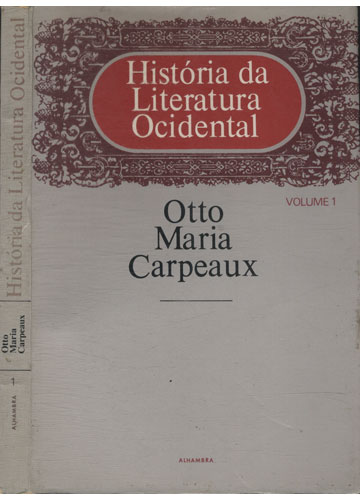 História da
Literatura
Ocidental
VOLUME 1
Otto
Maria
Carpeaux
ALHAMBRA
História da Literatura Ocidental
Otto
Maria
Carpeaux
1
ALHAMBRA